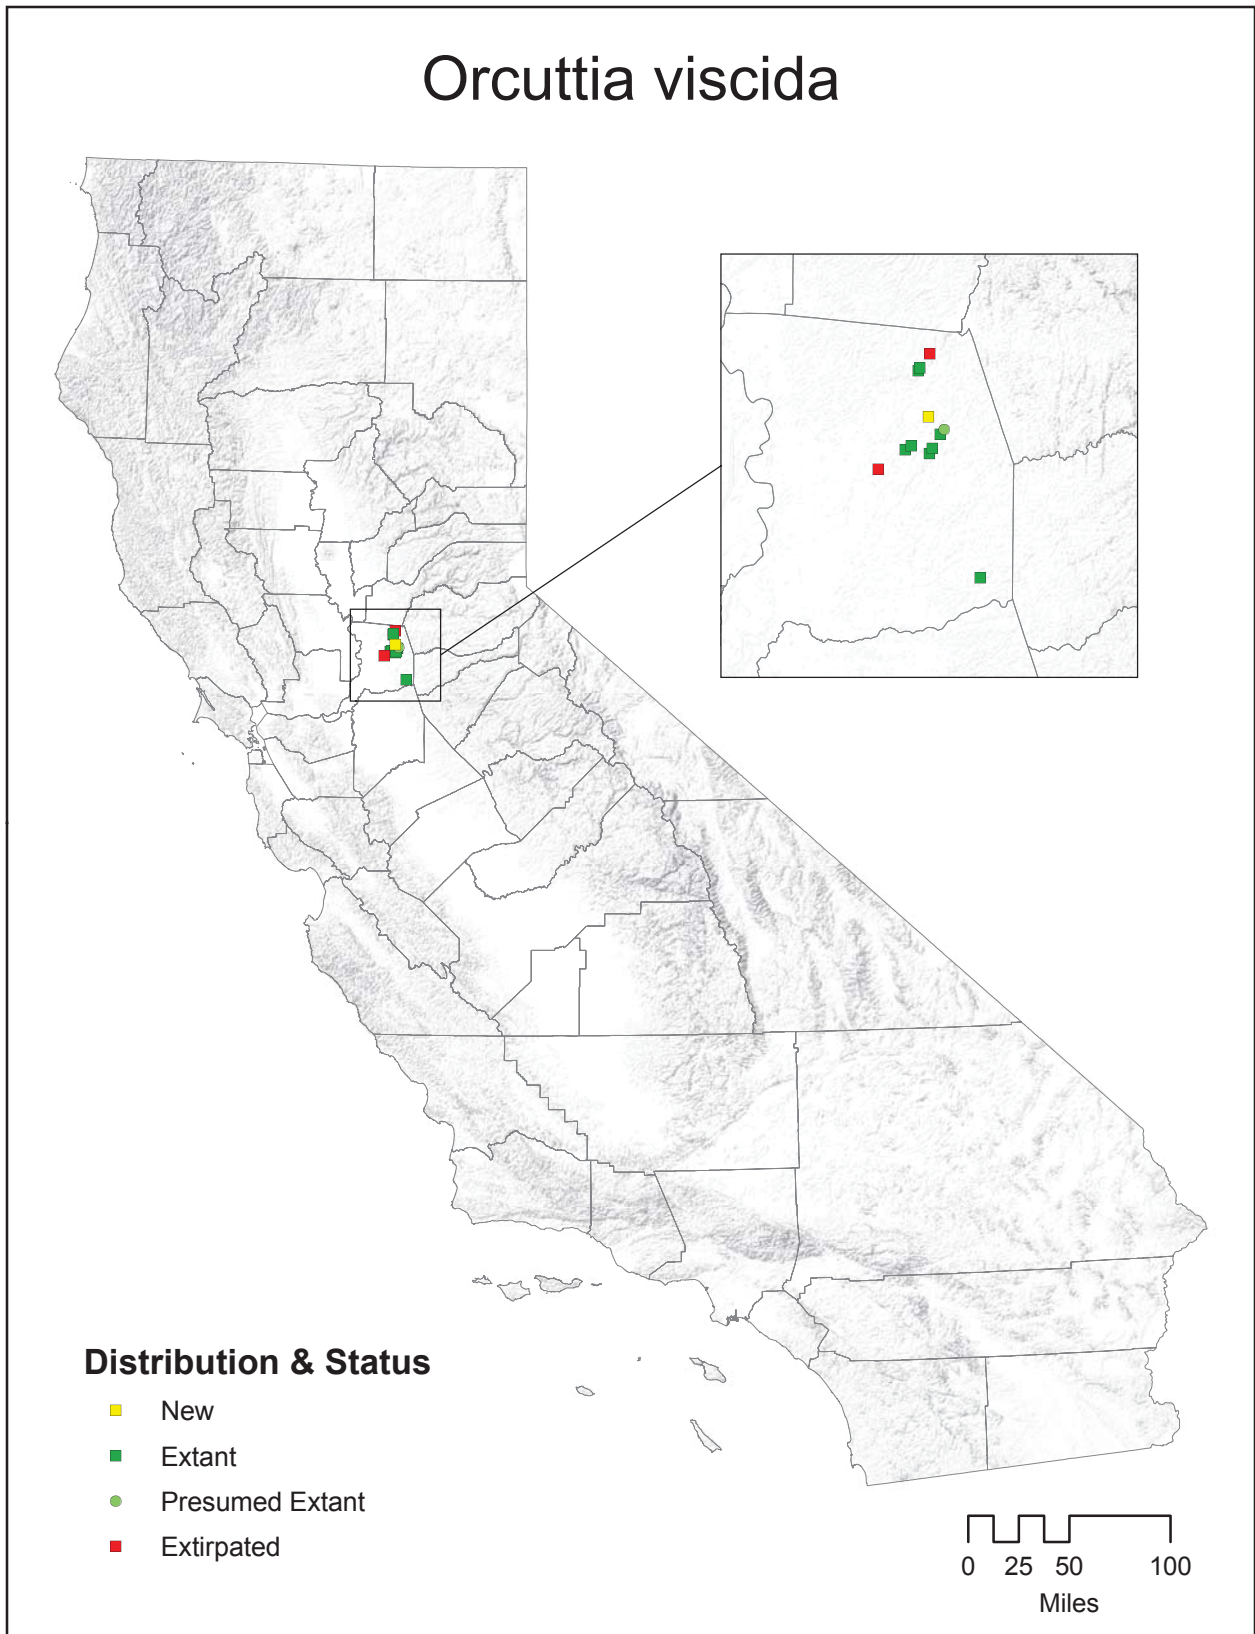 Orcuttia viscida
Distribution & Status
New
Extant
Presumed Extant
Extirpated
0 25 50 100
Miles